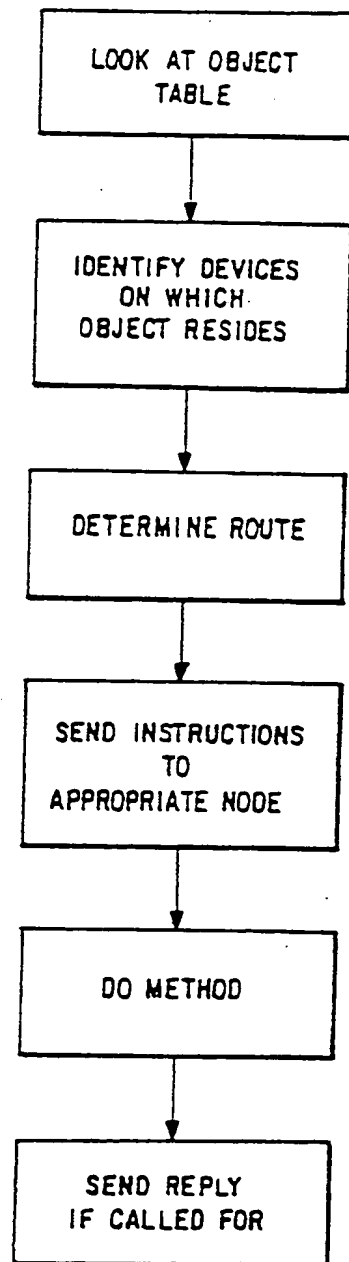 LOOK AT OBJECT
TABLE
IDENTIFY DEVICES
ON WHICH
OBJECT RESIDES
DETERMINE ROUTE
SEND INSTRUCTIONS
TO
APPROPRIATE NODE
DO METHOD
SEND REPLY
IF CALLED FOR